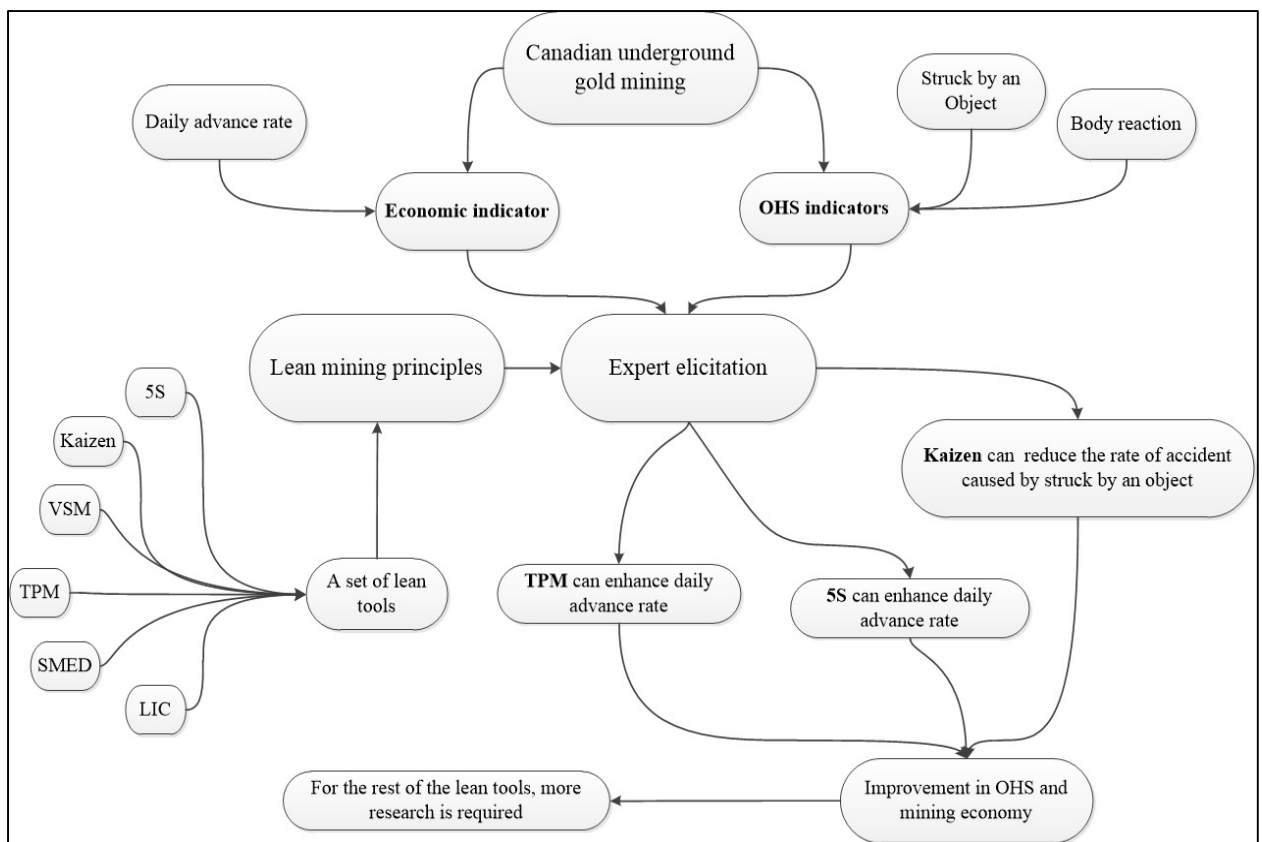 Canadian underground
gold mining
Struck by an
Object
Daily advance rate
Body reaction
Economic indicator
OHS indicators
Lean mining principles
Expert elicitation
5S
Kaizen
VSM
TPM
SMED
LIC
A set of lean
tools
Kaizen can reduce the rate of accident
caused by struck by an object
TPM can enhance daily
advance rate
5S can enhance daily
advance rate
For the rest of the lean tools, more
research is required
Improvement in OHS and
mining economy